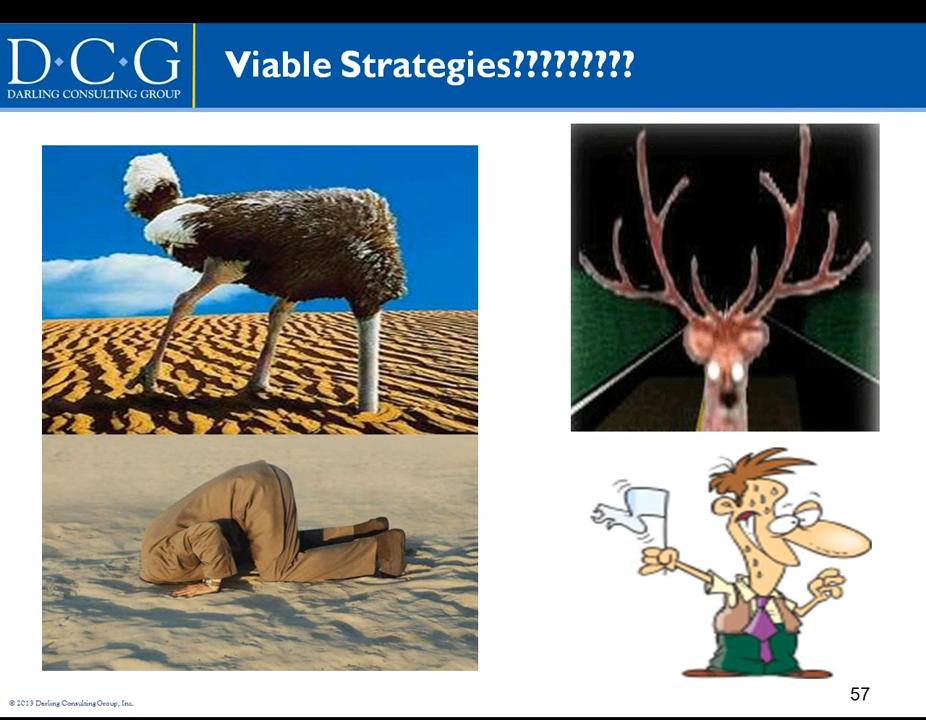 D·C·G
DARLING CONSULTING GROUP
Viable Strategies?????????
© 2013 Darling Consulting Group, Inc.
57